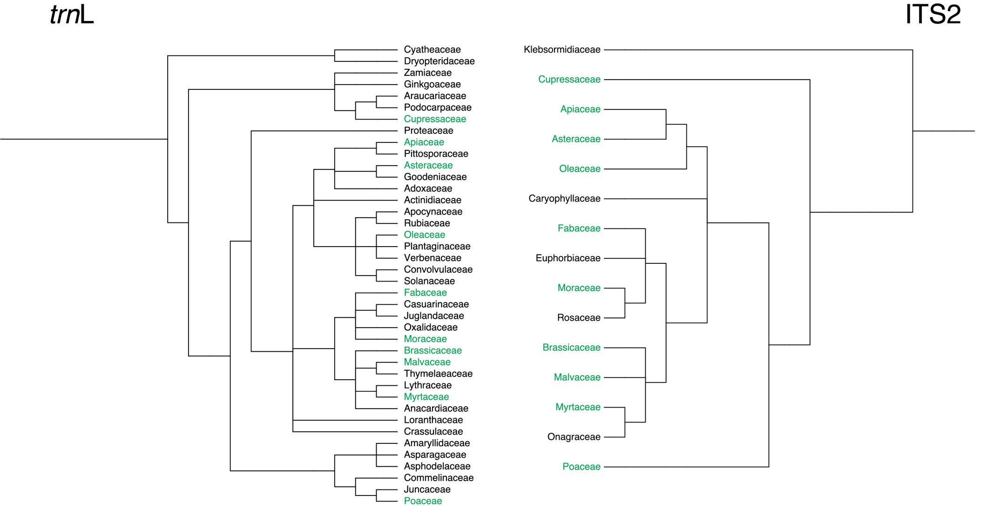 trnL
ITS2
Cyatheaceae
Dryopteridaceae
Zamiaceae
Ginkgoaceae
Araucariaceae
Podocarpaceae
Cupressaceae
Proteaceae
Apiaceae
Pittosporaceae
Asteraceae
Goodeniaceae
Adoxaceae
Actinidiaceae
Apocynaceae
Rubiaceae
Oleaceae
Plantaginaceae
Verbenaceae
Convolvulaceae
Solanaceae
Fabaceae
Casuarinaceae
Juglandaceae
Oxalidaceae
Moraceae
Brassicaceae
Malvaceae
Thymelaeaceae
Lythraceae
Myrtaceae
Anacardiaceae
Loranthaceae
Crassulaceae
Amaryllidaceae
Asparagaceae
Asphodelaceae
Commelinaceae
Juncaceae
Poaceae
Klebsormidiaceae
Cupressaceae
Apiaceae
Asteraceae
Oleaceae
Caryophyllaceae
Fabaceae
Euphorbiaceae
Moraceae
Rosaceae
Brassicaceae
Malvaceae
Myrtaceae
Onagraceae
Poaceae